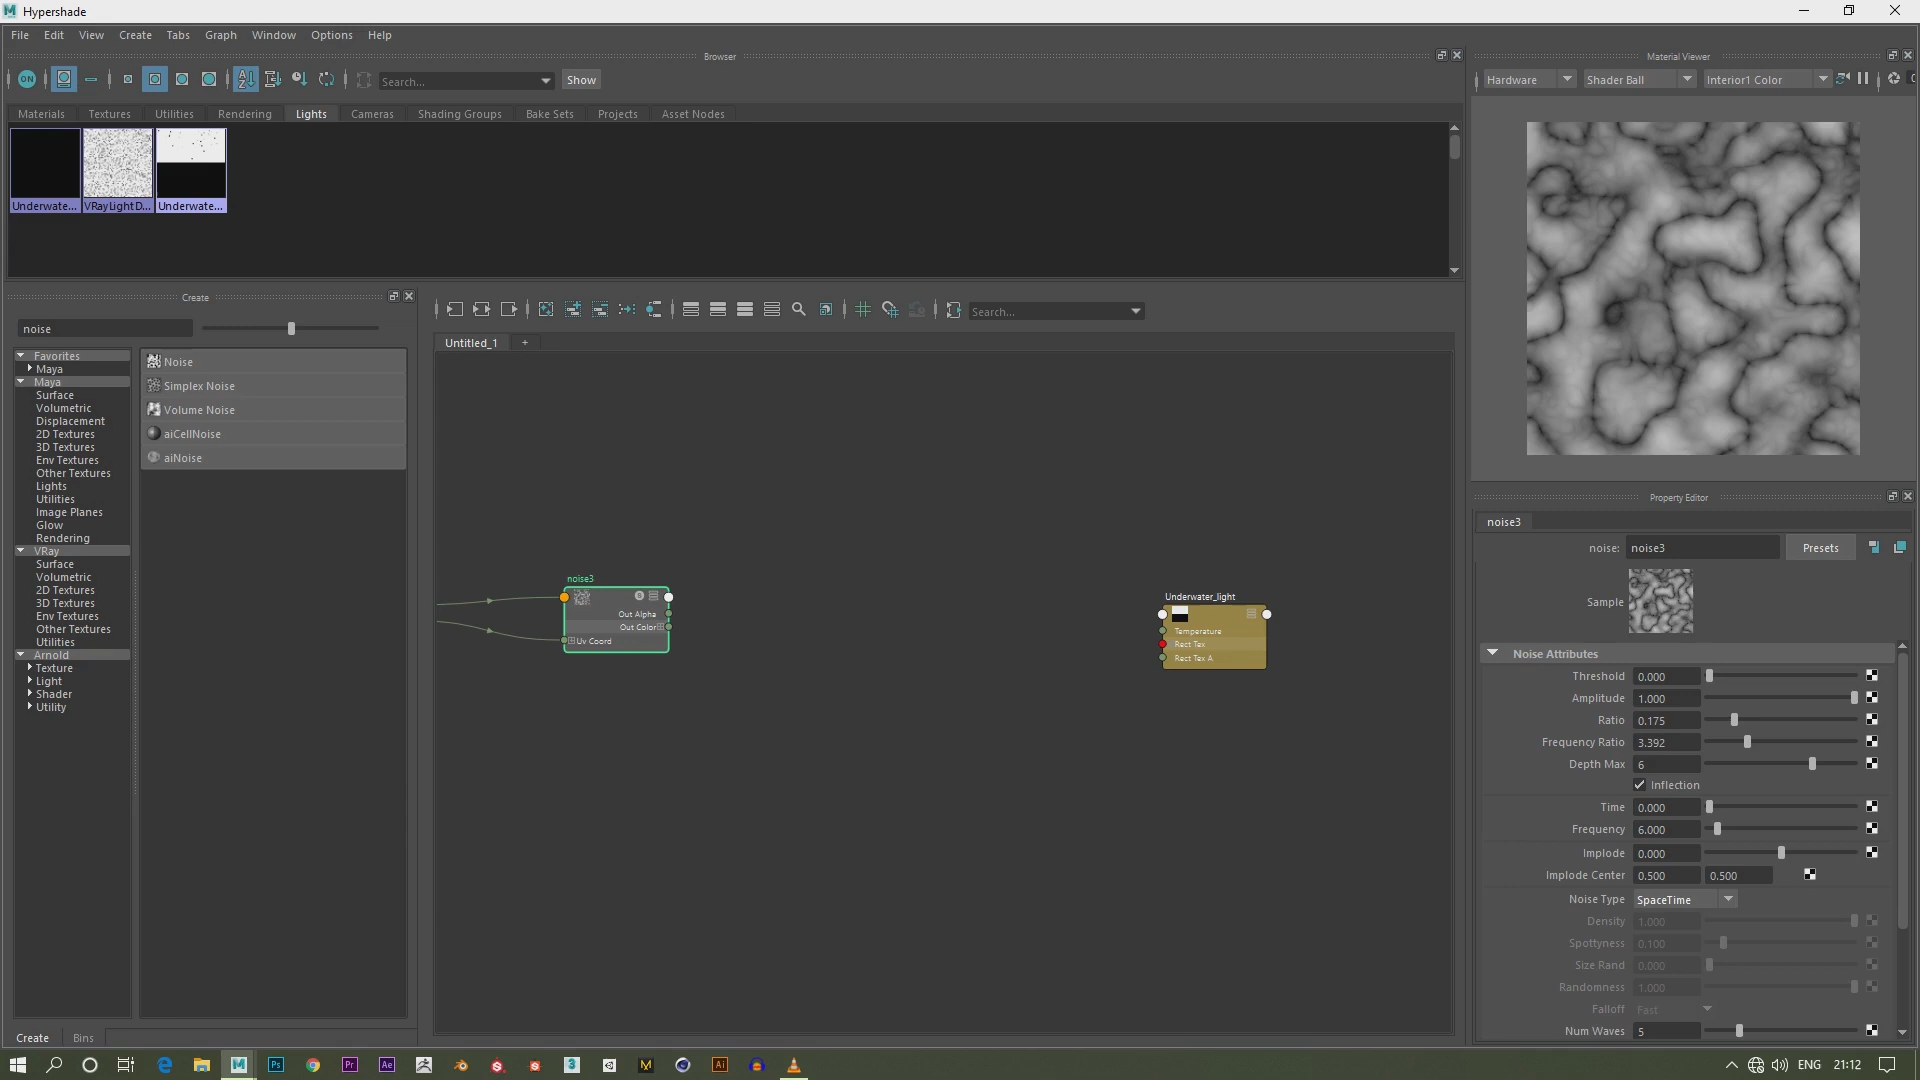 Hypershade
File Edit View Create Tabs Graph Window Options Help
Browser
ON
Search...
Show
Materials Textures Utilities Rendering Lights Cameras Shading Groups Bake Sets Projects Asset Nodes
Underwate... VRayLightD... Underwate...
Create
noise
Favorites
Maya
Maya
Surface
Volumetric
Displacement
2D Textures
3D Textures
Env Textures
Other Textures
Lights
Utilities
Image Planes
Glow
Rendering
VRay
Surface
Volumetric
2D Textures
3D Textures
Env Textures
Other Textures
Utilities
Arnold
Texture
Light
Shader
Utility
Noise
Simplex Noise
Volume Noise
aiCellNoise
aiNoise
Create Bins
Search...
Untitled_1 +
noise3
Out Alpha
Out Color
Uv Coord
Underwater_light
Temperature
Rect Tex
Rect Tex A
Material Viewer
Hardware Shader Ball Interior1 Color
Property Editor
noise3
noise: noise3 Presets
Sample
Noise Attributes
Threshold 0.000
Amplitude 1.000
Ratio 0.175
Frequency Ratio 3.392
Depth Max 6
Inflection
Time 0.000
Frequency 6.000
Implode 0.000
Implode Center 0.500 0.500
Noise Type SpaceTime
Density 1.000
Spottyness 0.100
Size Rand 0.000
Randomness 1.000
Falloff Fast
Num Waves 5
ENG 21:12